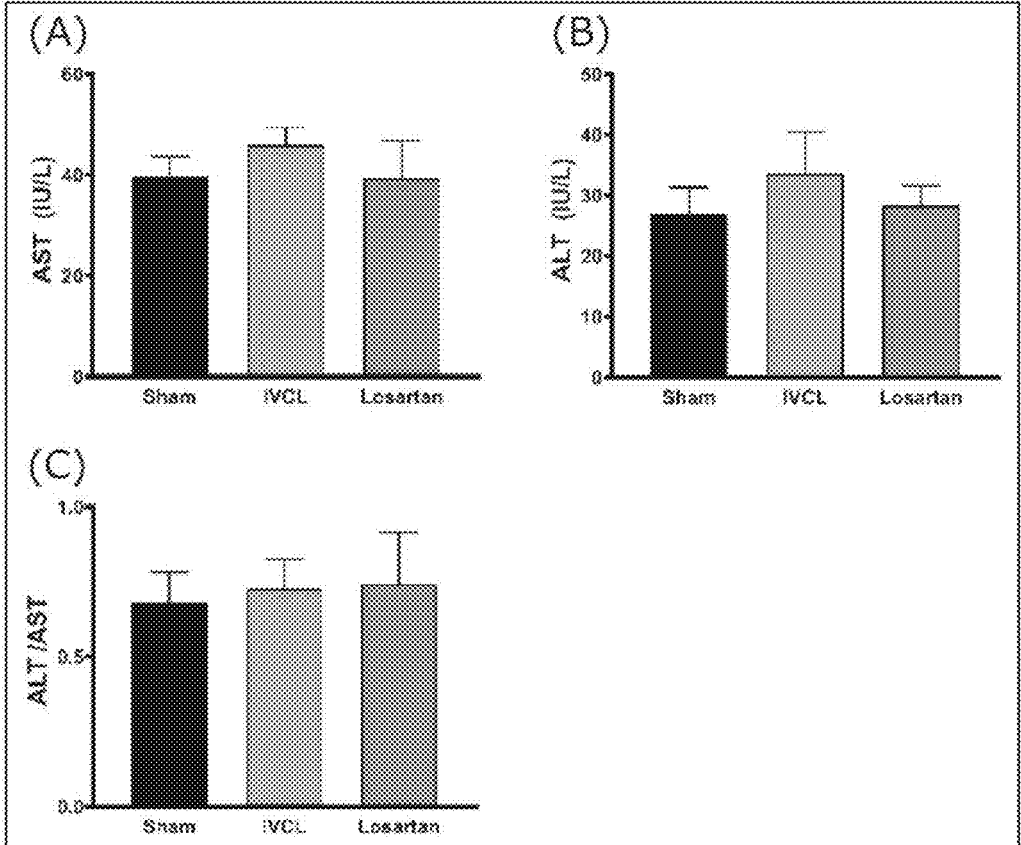 (A)
AST (IU/L)
60
40
20
0
Sham IVCL Losartan
(B)
ALT (IU/L)
50
40
30
20
10
0
Sham IVCL Losartan
(C)
ALT/AST
1.0
0.5
0.0
Sham IVCL Losartan